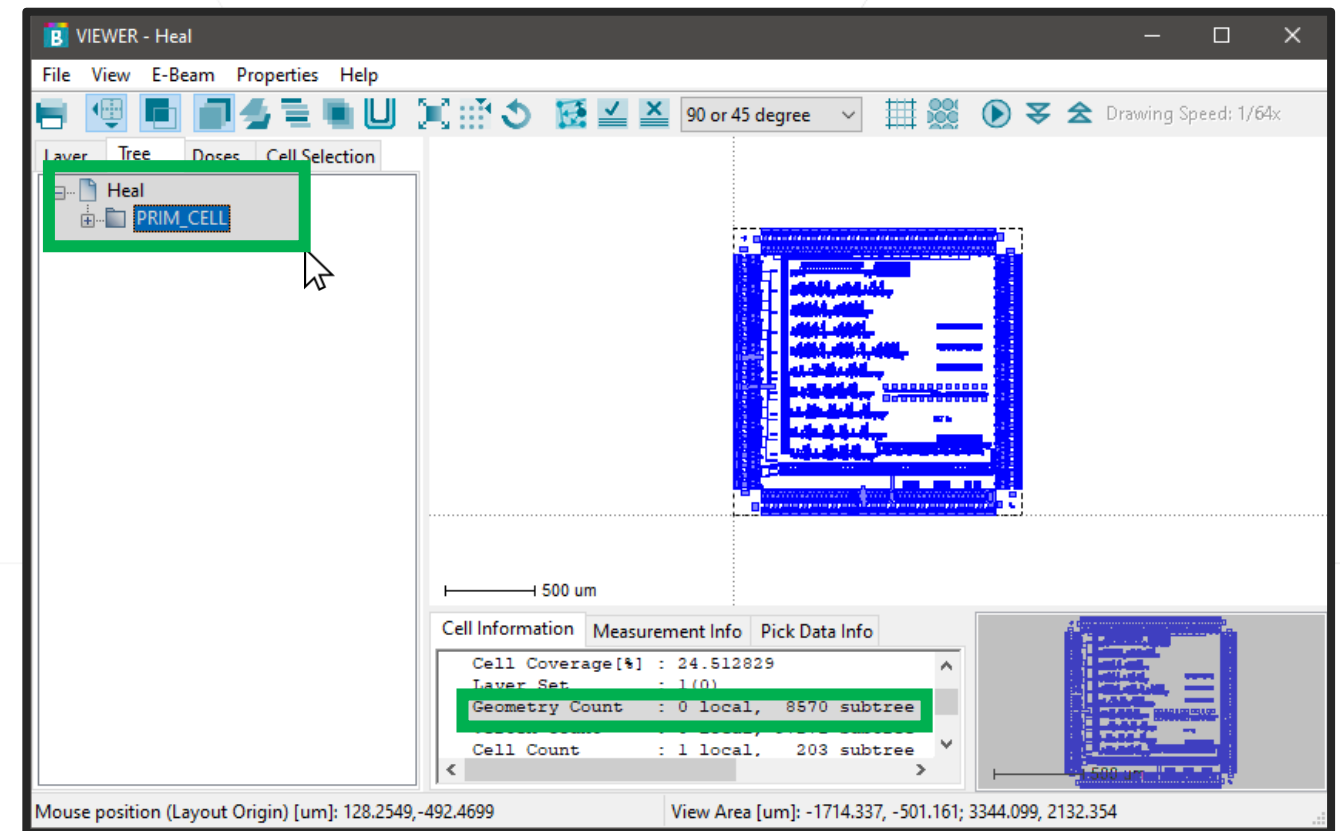 B VIEWER - Heal
File View E-Beam Properties Help
90 or 45 degree Drawing Speed: 1/64x
Layer Tree Doses Cell Selection
Heal
PRIM_CELL
500 um
Cell Information Measurement Info Pick Data Info
Cell Coverage[%] : 24.512829
Layer Set : 1(0)
Geometry Count : 0 local, 8570 subtree
Cell Count : 1 local, 203 subtree
500 um
Mouse position (Layout Origin) [um]: 128.2549,-492.4699 View Area [um]: -1714.337, -501.161; 3344.099, 2132.354